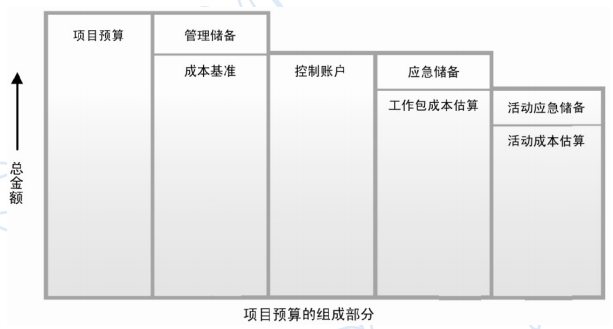 项目预算
管理储备
成本基准
控制账户
应急储备
工作包成本估算
活动应急储备
活动成本估算
总金额
项目预算的组成部分